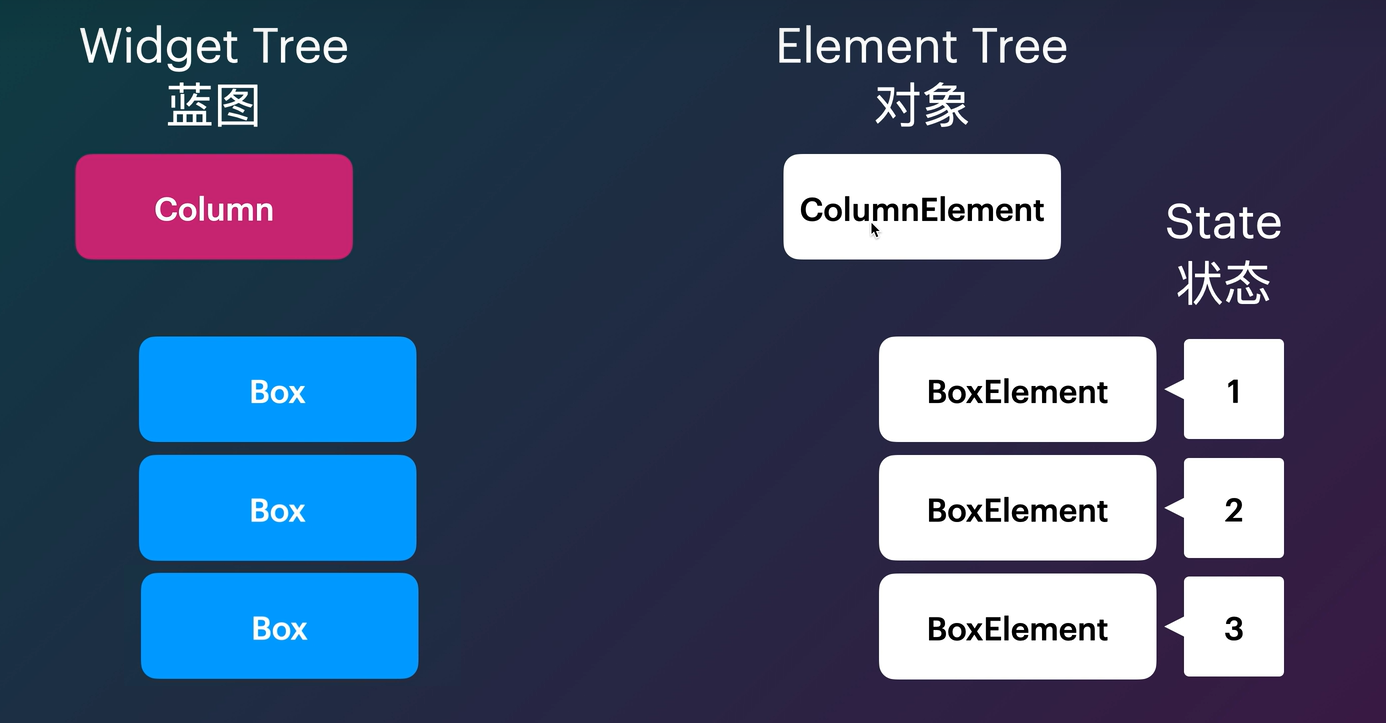 Widget Tree
蓝图
Column
Box
Box
Box
Element Tree
对象
ColumnElement
State
状态
BoxElement
1
BoxElement
2
BoxElement
3